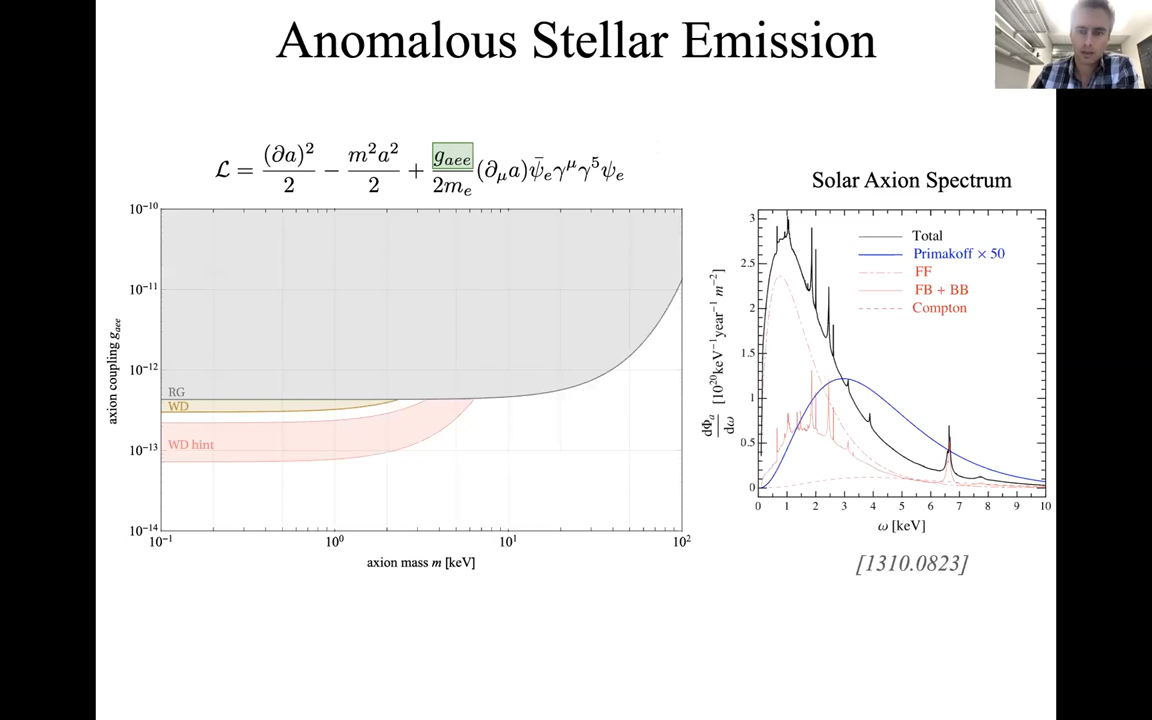 Anomalous Stellar Emission
ℒ = (∂a)²/2 − m²a²/2 + g_aee/2m_e (∂_μ a) ψ̄_e γ^μ γ^5 ψ_e
10⁻¹⁰
10⁻¹¹
10⁻¹²
10⁻¹³
10⁻¹⁴
axion coupling g_aee
RG
WD
WD hint
10⁻¹ 10⁰ 10¹ 10²
axion mass m [keV]
Solar Axion Spectrum
3
2.5
2
1.5
1
0.5
0
dΦ_a/dω [10²⁰keV⁻¹year⁻¹ m⁻²]
Total
Primakoff × 50
FF
FB + BB
Compton
0 1 2 3 4 5 6 7 8 9 10
ω [keV]
[1310.0823]